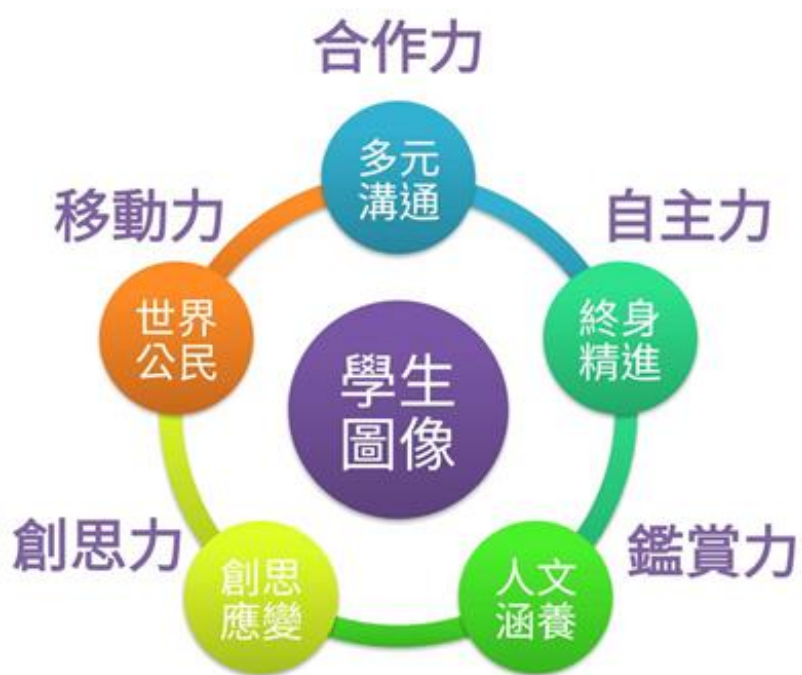 合作力
多元
溝通
移動力
自主力
世界
公民
終身
精進
學生
圖像
創思力
鑑賞力
創思
應變
人文
涵養